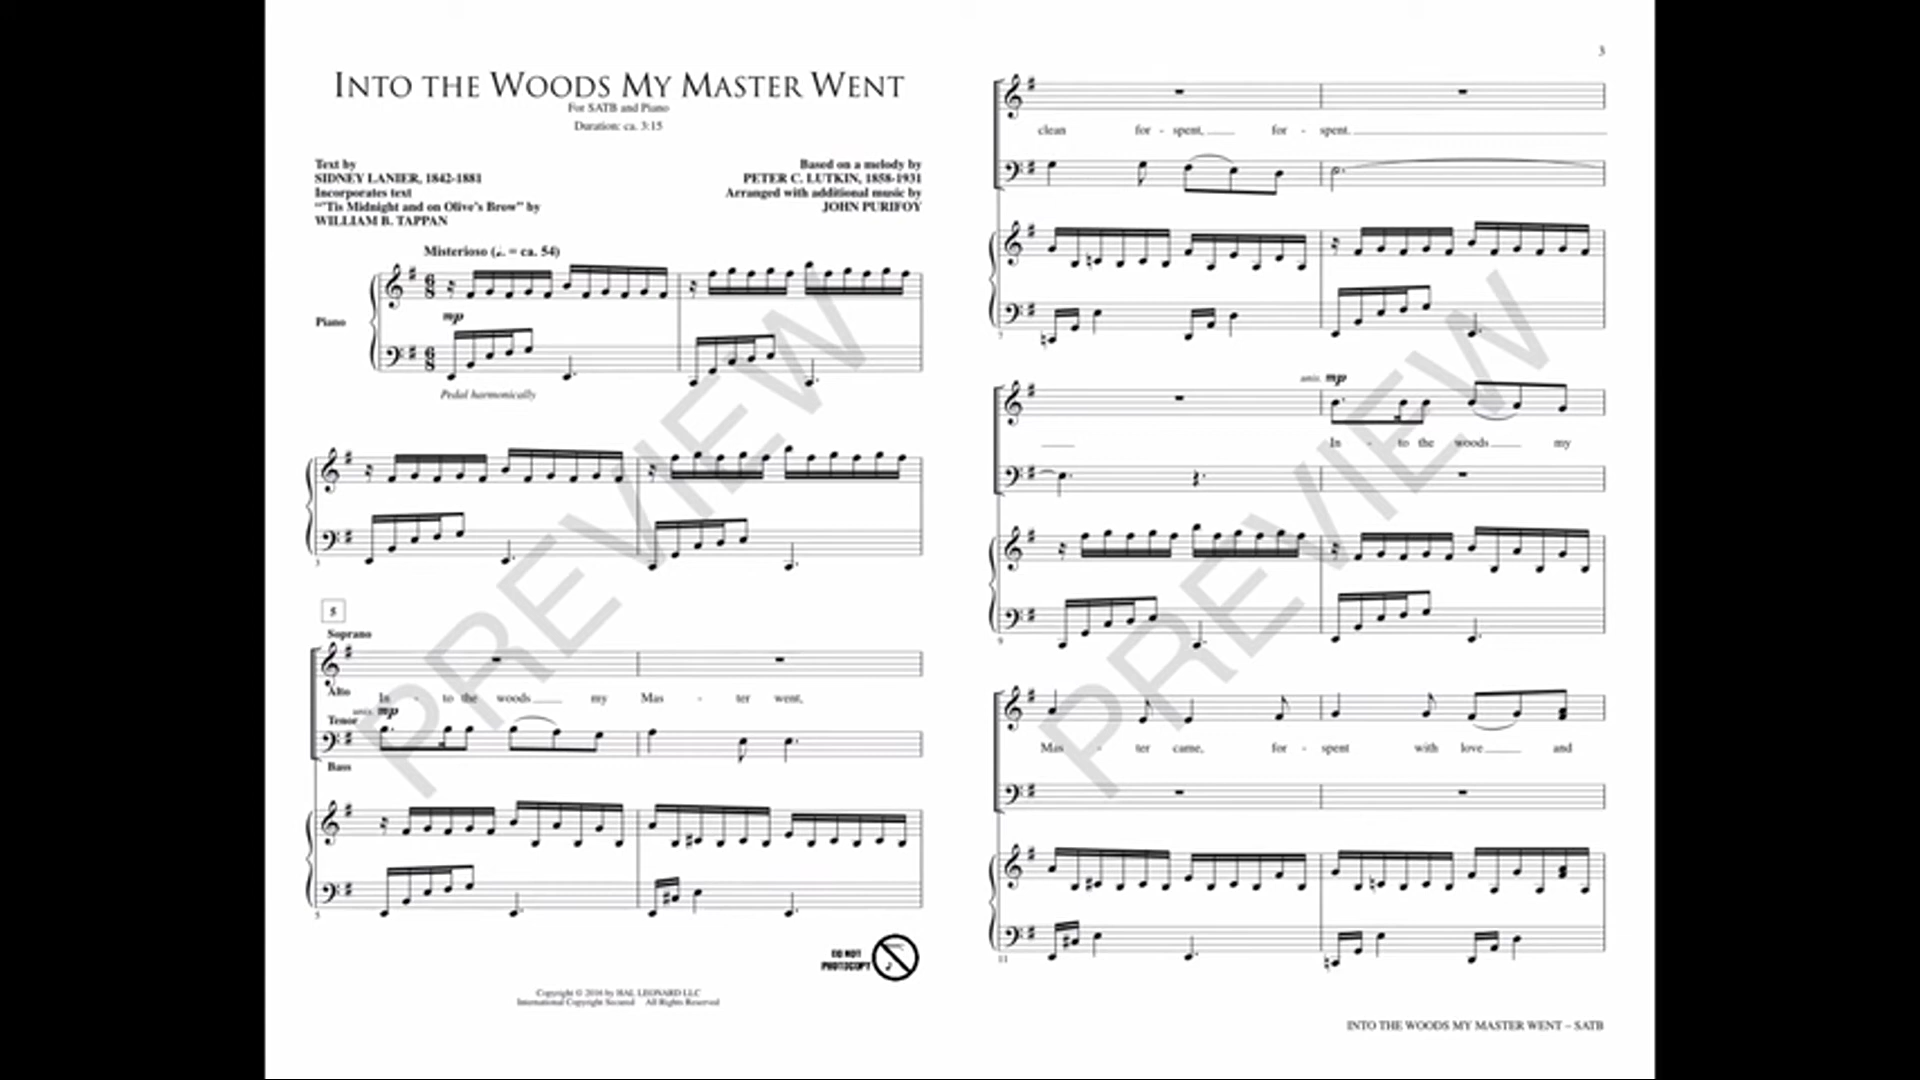 INTO THE WOODS MY MASTER WENT
For SATB and Piano
Duration: ca. 3:15
Text by
SIDNEY LANIER, 1842-1881
Incorporates text
“'Tis Midnight and on Olive's Brow” by
WILLIAM B. TAPPAN
Based on a melody by
PETER C. LUTKIN, 1858-1931
Arranged with additional music by
JOHN PURIFOY
Misterioso (♩. = ca. 54)
Piano
6 8
mp
6 8
Pedal harmonically
3
5
Soprano
Alto
In - to the woods my Mas - ter went,
unis. mp
Tenor
Bass
5
DO NOT
PHOTOCOPY
Copyright © 2016 by HAL LEONARD LLC
International Copyright Secured All Rights Reserved
PREVIEW
3
clean for - spent, for - spent.
7
unis. mp
In - to the woods my
9
Mas - ter came, for - spent with love and
11
INTO THE WOODS MY MASTER WENT – SATB
PREVIEW